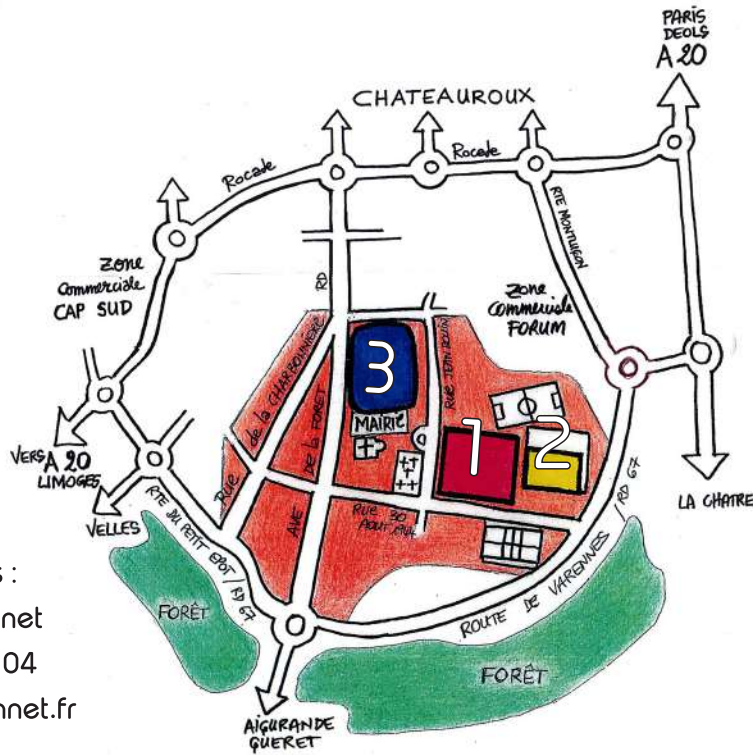 PARIS
DEOLS
A 20
CHATEAUROUX
Rocade
Rocade
RTE MONTLUÇON
ZONE
Commerciale
CAP SUD
RD
Zone
Commerciale
FORUM
RUE JEAN BOUIN
3
MAIRIE
1
2
RUE de la CHARBONNIÈRE
AVE de la FORET
RUE 30
AOUT 1944
VERS A 20
LIMOGES
VELLES
LA CHATRE
RTE DU PETIT EPOT / RD 67
ROUTE DE VARENNES / RD 67
FORÊT
FORÊT
AIGURANDE
GUERET
s :
net
04
nnet.fr